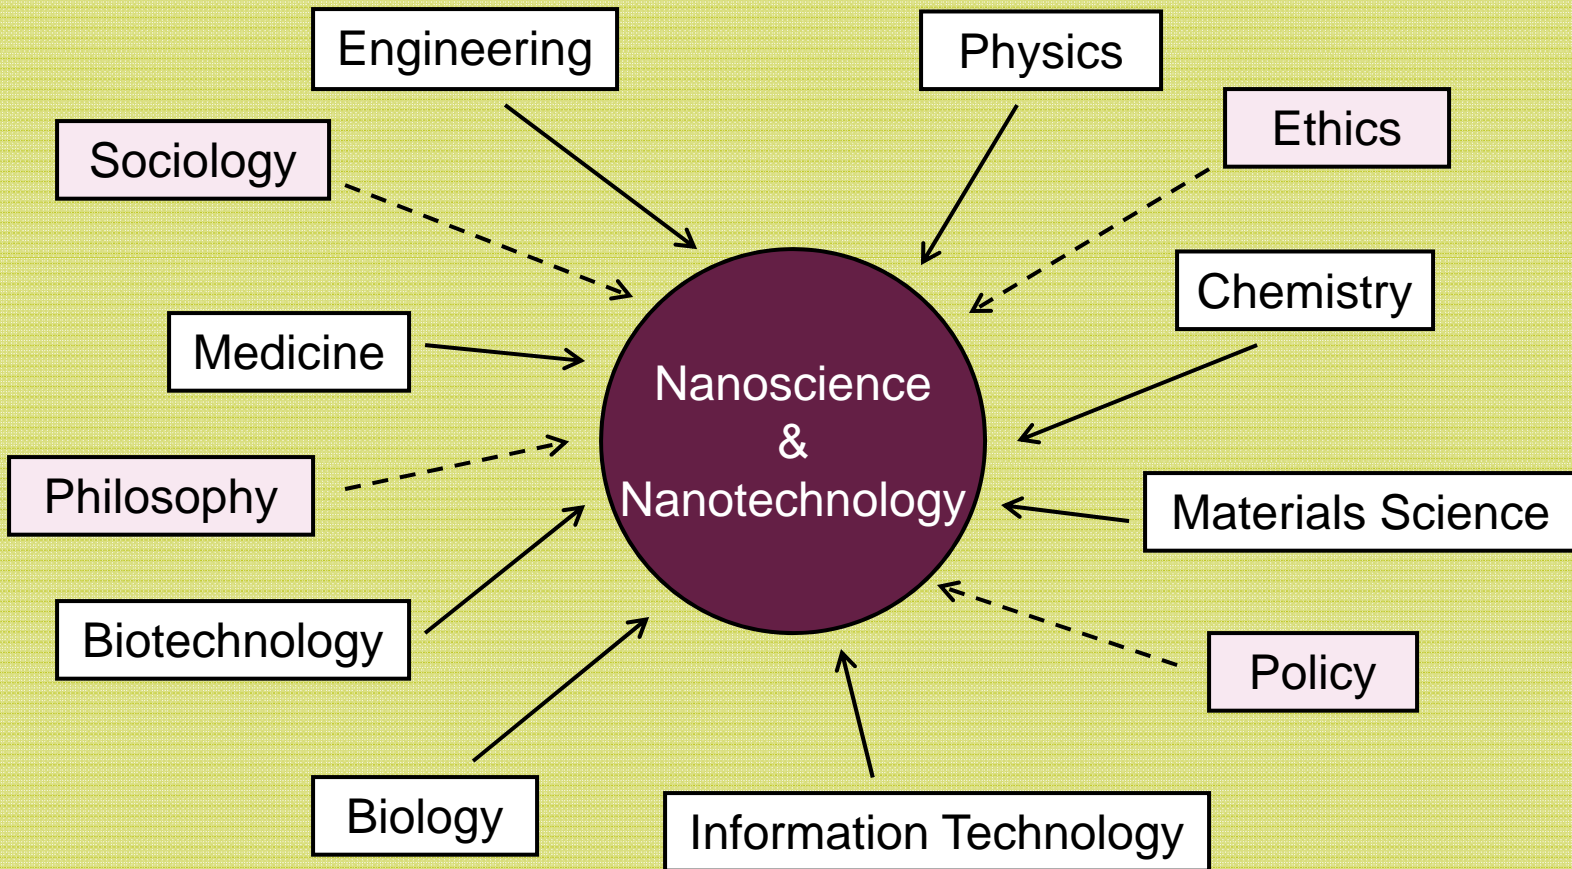 Engineering
Physics
Ethics
Sociology
Chemistry
Medicine
Nanoscience
&
Nanotechnology
Philosophy
Materials Science
Biotechnology
Policy
Biology
Information Technology